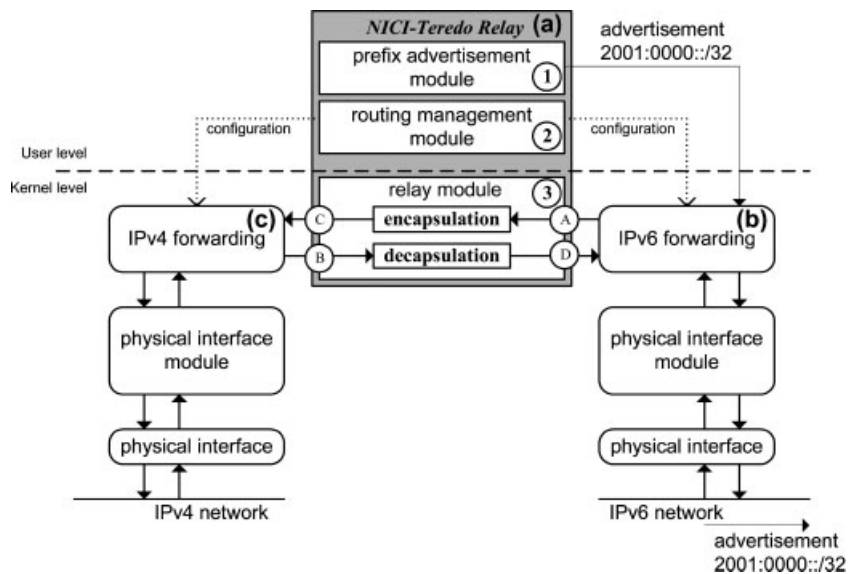 NICI-Teredo Relay (a)
prefix advertisement
module
1
advertisement
2001:0000::/32
routing management
module
2
configuration
configuration
User level
Kernel level
relay module
3
(c)
IPv4 forwarding
C
encapsulation
A
B
decapsulation
D
(b)
IPv6 forwarding
physical interface
module
physical interface
module
physical interface
physical interface
IPv4 network
IPv6 network
advertisement
2001:0000::/32